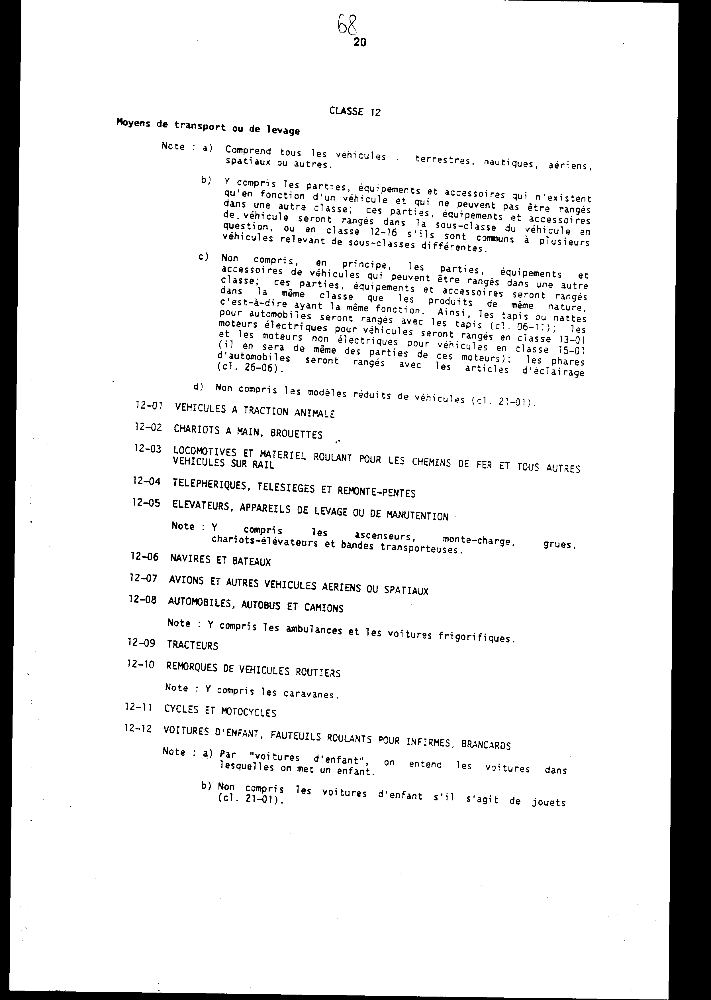 68
20
CLASSE 12
Moyens de transport ou de levage
Note : a) Comprend tous les véhicules : terrestres, nautiques, aériens,
spatiaux ou autres.
b) Y compris les parties, équipements et accessoires qui n'existent
qu'en fonction d'un véhicule et qui ne peuvent pas être rangés
dans une autre classe; ces parties, équipements et accessoires
de véhicule seront rangés dans la sous-classe du véhicule en
question, ou en classe 12-16 s'ils sont communs à plusieurs
véhicules relevant de sous-classes différentes.
c) Non compris, en principe, les parties, équipements et
accessoires de véhicules qui peuvent être rangés dans une autre
classe; ces parties, équipements et accessoires seront rangés
dans la même classe que les produits de même nature,
c'est-à-dire ayant la même fonction. Ainsi, les tapis ou nattes
pour automobiles seront rangés avec les tapis (cl. 06-11); les
moteurs électriques pour véhicules seront rangés en classe 13-01
et les moteurs non électriques pour véhicules en classe 15-01
(il en sera de même des parties de ces moteurs); les phares
d'automobiles seront rangés avec les articles d'éclairage
(cl. 26-06).
d) Non compris les modèles réduits de véhicules (cl. 21-01).
12-01 VEHICULES A TRACTION ANIMALE
12-02 CHARIOTS A MAIN, BROUETTES
12-03 LOCOMOTIVES ET MATERIEL ROULANT POUR LES CHEMINS DE FER ET TOUS AUTRES
VEHICULES SUR RAIL
12-04 TELEPHERIQUES, TELESIEGES ET REMONTE-PENTES
12-05 ELEVATEURS, APPAREILS DE LEVAGE OU DE MANUTENTION
Note : Y compris les ascenseurs, monte-charge, grues,
chariots-élévateurs et bandes transporteuses.
12-06 NAVIRES ET BATEAUX
12-07 AVIONS ET AUTRES VEHICULES AERIENS OU SPATIAUX
12-08 AUTOMOBILES, AUTOBUS ET CAMIONS
Note : Y compris les ambulances et les voitures frigorifiques.
12-09 TRACTEURS
12-10 REMORQUES DE VEHICULES ROUTIERS
Note : Y compris les caravanes.
12-11 CYCLES ET MOTOCYCLES
12-12 VOITURES D'ENFANT, FAUTEUILS ROULANTS POUR INFIRMES, BRANCARDS
Note : a) Par "voitures d'enfant", on entend les voitures dans
lesquelles on met un enfant.
b) Non compris les voitures d'enfant s'il s'agit de jouets
(cl. 21-01).